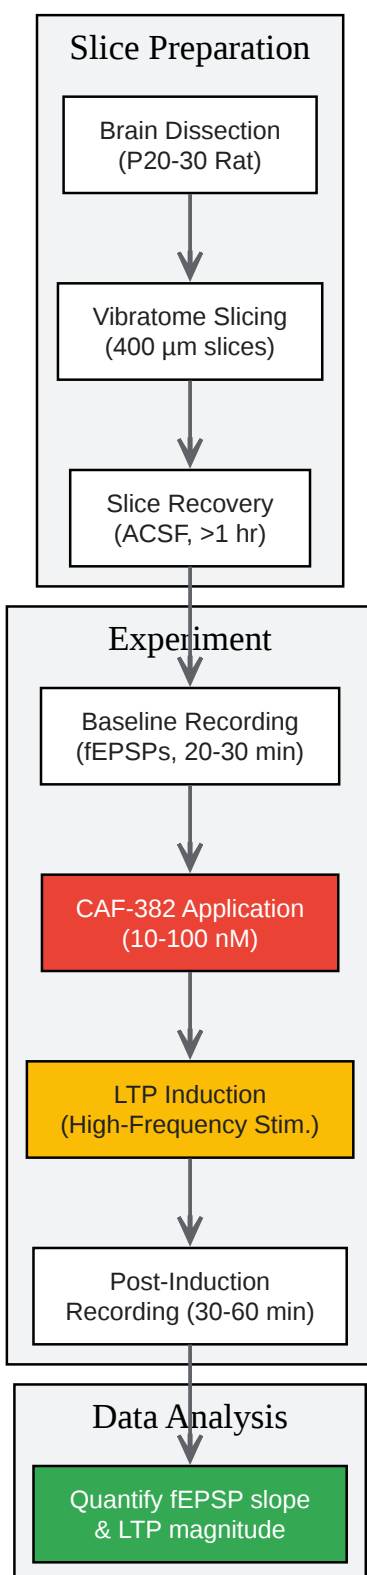 Slice Preparation
Brain Dissection
(P20-30 Rat)
Vibratome Slicing
(400 µm slices)
Slice Recovery
(ACSF, >1 hr)
Experiment
Baseline Recording
(fEPSPs, 20-30 min)
CAF-382 Application
(10-100 nM)
LTP Induction
(High-Frequency Stim.)
Post-Induction
Recording (30-60 min)
Data Analysis
Quantify fEPSP slope
& LTP magnitude